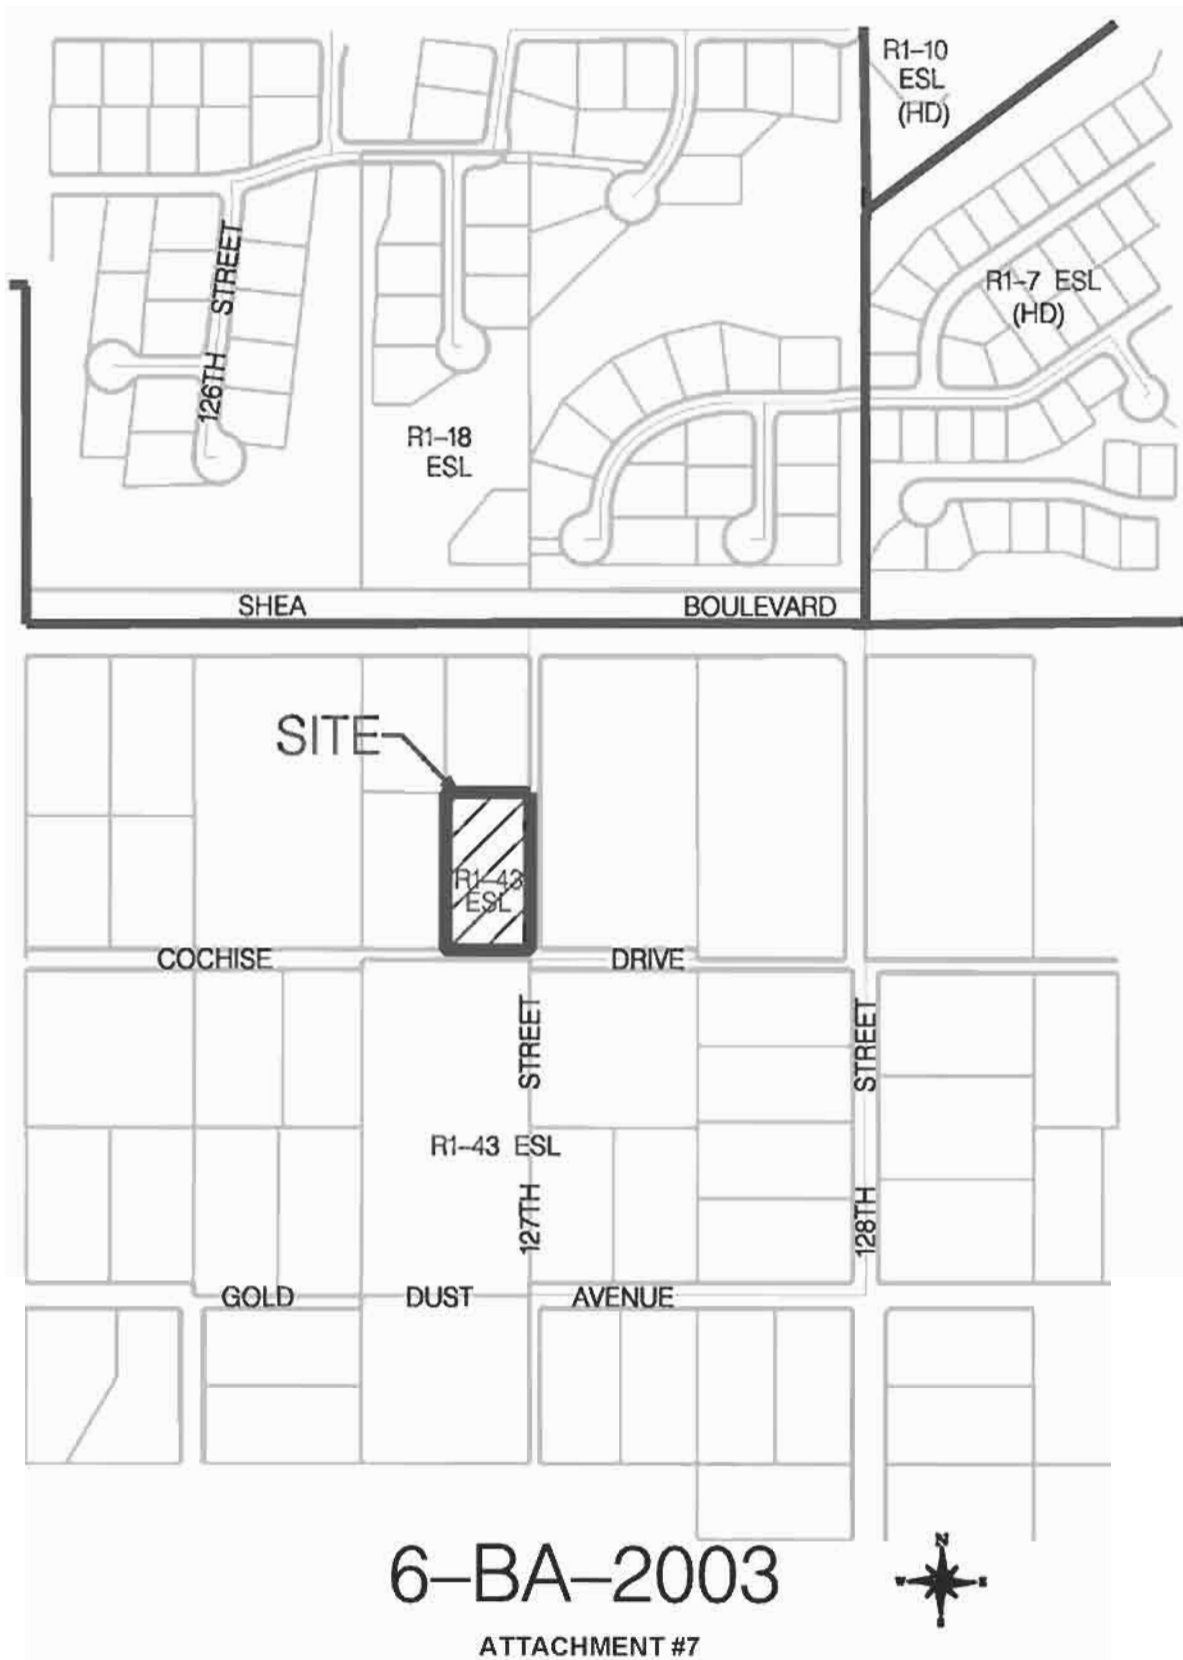 R1-10
ESL
(HD)
126TH STREET
R1-7 ESL
(HD)
R1-18
ESL
SHEA BOULEVARD
SITE
R1-43
ESL
COCHISE DRIVE
127TH STREET
128TH STREET
R1-43 ESL
GOLD DUST AVENUE
6-BA-2003
N
W E
S
ATTACHMENT #7